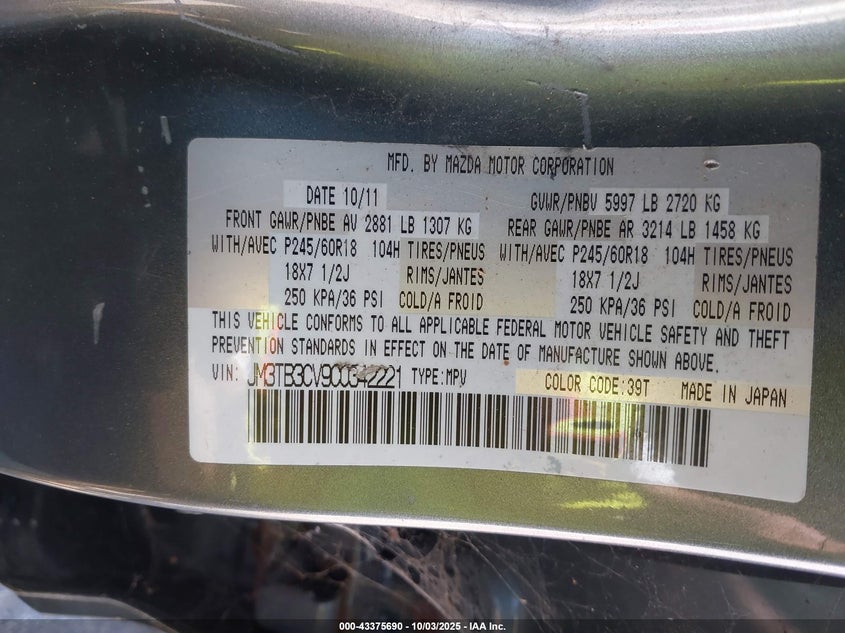 MFD. BY MAZDA MOTOR CORPORATION
DATE 10/11 GVWR/PNBV 5997 LB 2720 KG
FRONT GAWR/PNBE AV 2881 LB 1307 KG REAR GAWR/PNBE AR 3214 LB 1458 KG
WITH/AVEC P245/60R18 104H TIRES/PNEUS WITH/AVEC P245/60R18 104H TIRES/PNEUS
18X7 1/2J RIMS/JANTES 18X7 1/2J RIMS/JANTES
250 KPA/36 PSI COLD/A FROID 250 KPA/36 PSI COLD/A FROID
THIS VEHICLE CONFORMS TO ALL APPLICABLE FEDERAL MOTOR VEHICLE SAFETY AND THEFT
PREVENTION STANDARDS IN EFFECT ON THE DATE OF MANUFACTURE SHOWN ABOVE.
VIN: JM3TB3CV9C0342221 TYPE:MPV COLOR CODE:39T MADE IN JAPAN
000-43375690 - 10/03/2025 - IAA Inc.